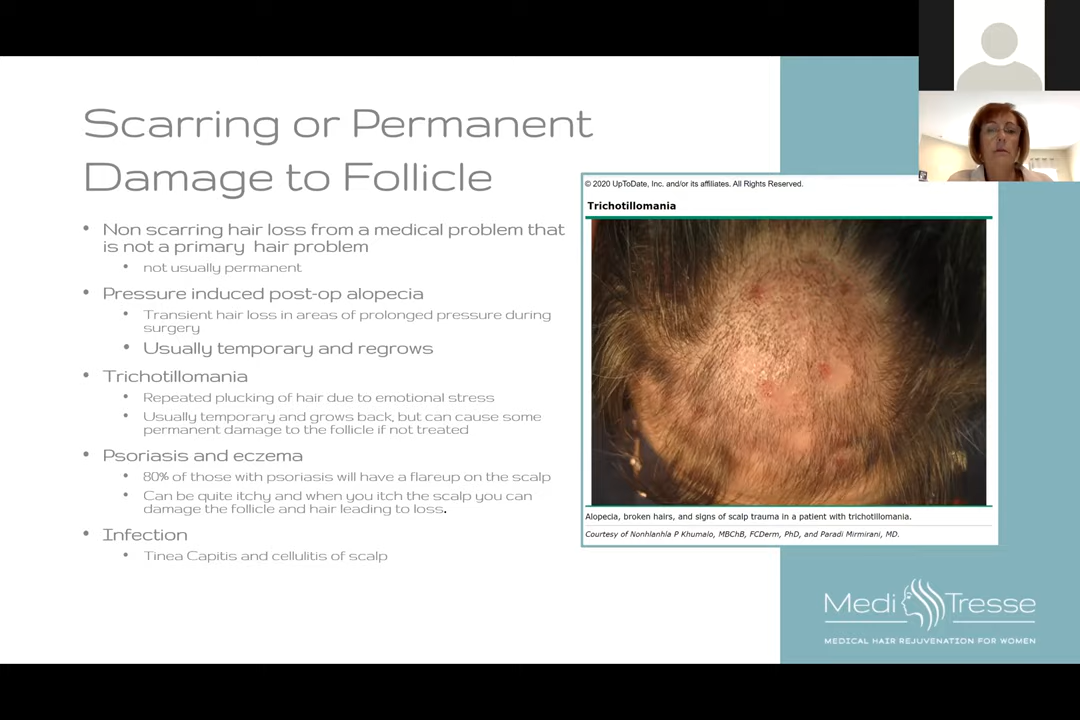 Scarring or Permanent
Damage to Follicle
• Non scarring hair loss from a medical problem that
is not a primary hair problem
• not usually permanent
• Pressure induced post-op alopecia
• Transient hair loss in areas of prolonged pressure during
surgery
• Usually temporary and regrows
• Trichotillomania
• Repeated plucking of hair due to emotional stress
• Usually temporary and grows back, but can cause some
permanent damage to the follicle if not treated
• Psoriasis and eczema
• 80% of those with psoriasis will have a flareup on the scalp
• Can be quite itchy and when you itch the scalp you can
damage the follicle and hair leading to loss.
• Infection
• Tinea Capitis and cellulitis of scalp
© 2020 UpToDate, Inc. and/or its affiliates. All Rights Reserved.
Trichotillomania
Alopecia, broken hairs, and signs of scalp trauma in a patient with trichotillomania.
Courtesy of Nonhlanhla P Khumalo, MBChB, FCDerm, PhD, and Paradi Mirmirani, MD.
Medi Tresse
MEDICAL HAIR REJUVENATION FOR WOMEN